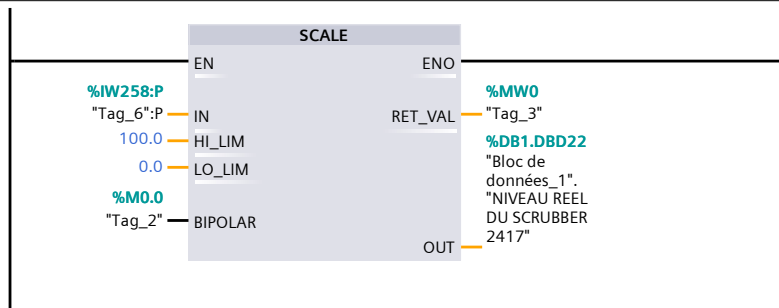 SCALE
EN
ENO
%IW258:P
"Tag_6":P
IN
%MW0
"Tag_3"
RET_VAL
100.0
HI_LIM
0.0
LO_LIM
%DB1.DBD22
"Bloc de
données_1".
"NIVEAU REEL
DU SCRUBBER
2417"
OUT
%M0.0
"Tag_2"
BIPOLAR